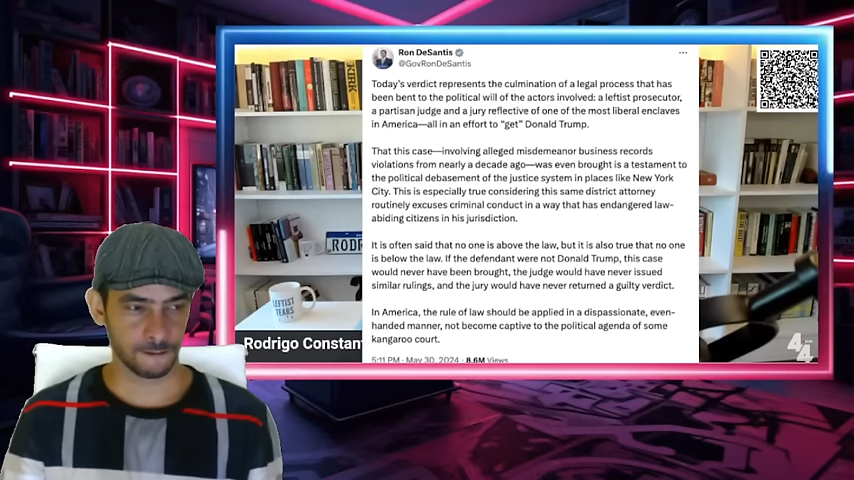 Ron DeSantis
@GovRonDeSantis
Today's verdict represents the culmination of a legal process that has
been bent to the political will of the actors involved: a leftist prosecutor,
a partisan judge and a jury reflective of one of the most liberal enclaves
in America—all in an effort to “get” Donald Trump.
That this case—involving alleged misdemeanor business records
violations from nearly a decade ago—was even brought is a testament to
the political debasement of the justice system in places like New York
City. This is especially true considering this same district attorney
routinely excuses criminal conduct in a way that has endangered law-
abiding citizens in his jurisdiction.
It is often said that no one is above the law, but it is also true that no one
is below the law. If the defendant were not Donald Trump, this case
would never have been brought, the judge would have never issued
similar rulings, and the jury would have never returned a guilty verdict.
In America, the rule of law should be applied in a dispassionate, even-
handed manner, not become captive to the political agenda of some
kangaroo court.
5:11 PM · May 30, 2024 · 8.6M Views
KIRK
RODR
LEFTIST
TEARS
Rodrigo Constant
44